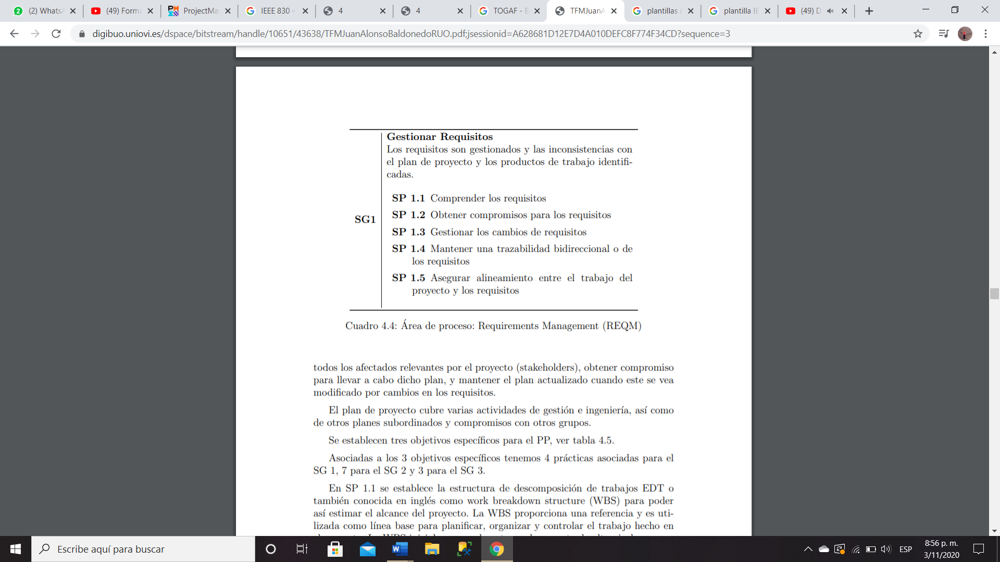 (2) WhatsA
(49) Forma
ProjectMa
IEEE 830 -
4
4
TOGAF - B
TFMJuanA
plantillas
plantilla IE
(49) D
digibuo.uniovi.es/dspace/bitstream/handle/10651/43638/TFMJuanAlonsoBaldonedoRUO.pdf;jsessionid=A628681D12E7D4A010DEFC8F774F34CD?sequence=3
Gestionar Requisitos
Los requisitos son gestionados y las inconsistencias con
el plan de proyecto y los productos de trabajo identifi-
cadas.
SP 1.1 Comprender los requisitos
SP 1.2 Obtener compromisos para los requisitos
SG1
SP 1.3 Gestionar los cambios de requisitos
SP 1.4 Mantener una trazabilidad bidireccional o de
los requisitos
SP 1.5 Asegurar alineamiento entre el trabajo del
proyecto y los requisitos
Cuadro 4.4: Área de proceso: Requirements Management (REQM)
todos los afectados relevantes por el proyecto (stakeholders), obtener compromiso
para llevar a cabo dicho plan, y mantener el plan actualizado cuando este se vea
modificado por cambios en los requisitos.
El plan de proyecto cubre varias actividades de gestión e ingeniería, así como
de otros planes subordinados y compromisos con otros grupos.
Se establecen tres objetivos específicos para el PP, ver tabla 4.5.
Asociadas a los 3 objetivos específicos tenemos 4 prácticas asociadas para el
SG 1, 7 para el SG 2 y 3 para el SG 3.
En SP 1.1 se establece la estructura de descomposición de trabajos EDT o
también conocida en inglés como work breakdown structure (WBS) para poder
así estimar el alcance del proyecto. La WBS proporciona una referencia y es uti-
lizada como línea base para planificar, organizar y controlar el trabajo hecho en
Escribe aquí para buscar
ESP
8:56 p. m.
3/11/2020